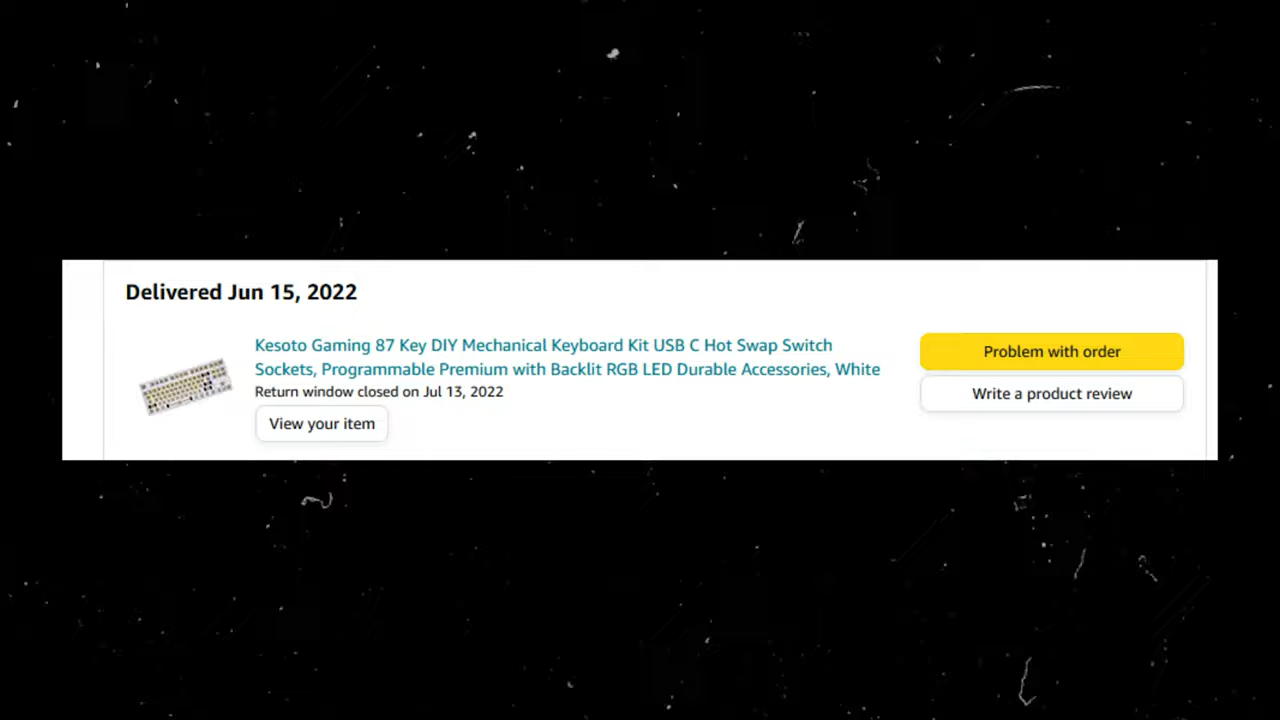 Delivered Jun 15, 2022
Kesoto Gaming 87 Key DIY Mechanical Keyboard Kit USB C Hot Swap Switch
Sockets, Programmable Premium with Backlit RGB LED Durable Accessories, White
Return window closed on Jul 13, 2022
View your item
Problem with order
Write a product review